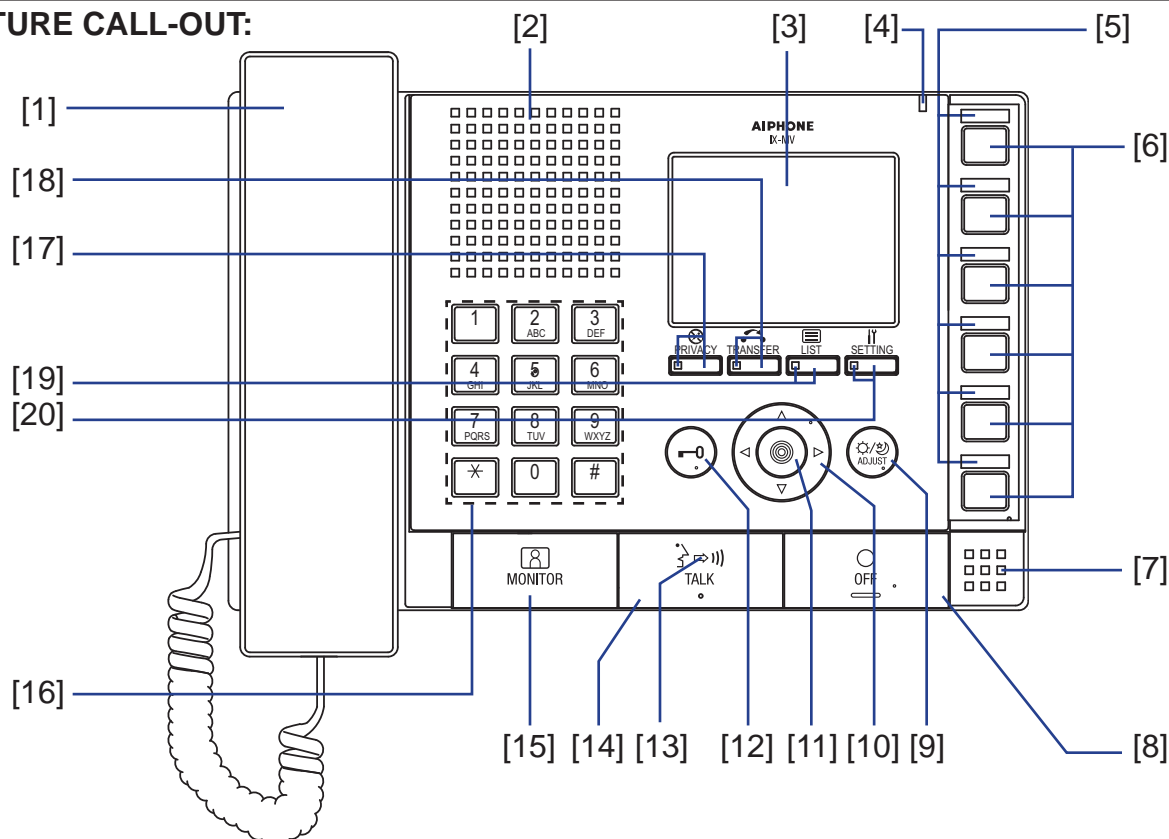 TURE CALL-OUT:
[2] [3] [4] [5]
[1]
AIPHONE
IX-MV
[6]
[18]
[17]
1 2 ABC 3 DEF
PRIVACY TRANSFER LIST SETTING
4 GHI 5 JKL 6 MNO
[19]
[20]
7 PQRS 8 TUV 9 WXYZ
ADJUST
* 0 #
MONITOR TALK OFF
[7]
[16]
[15] [14] [13] [12] [11] [10] [9] [8]